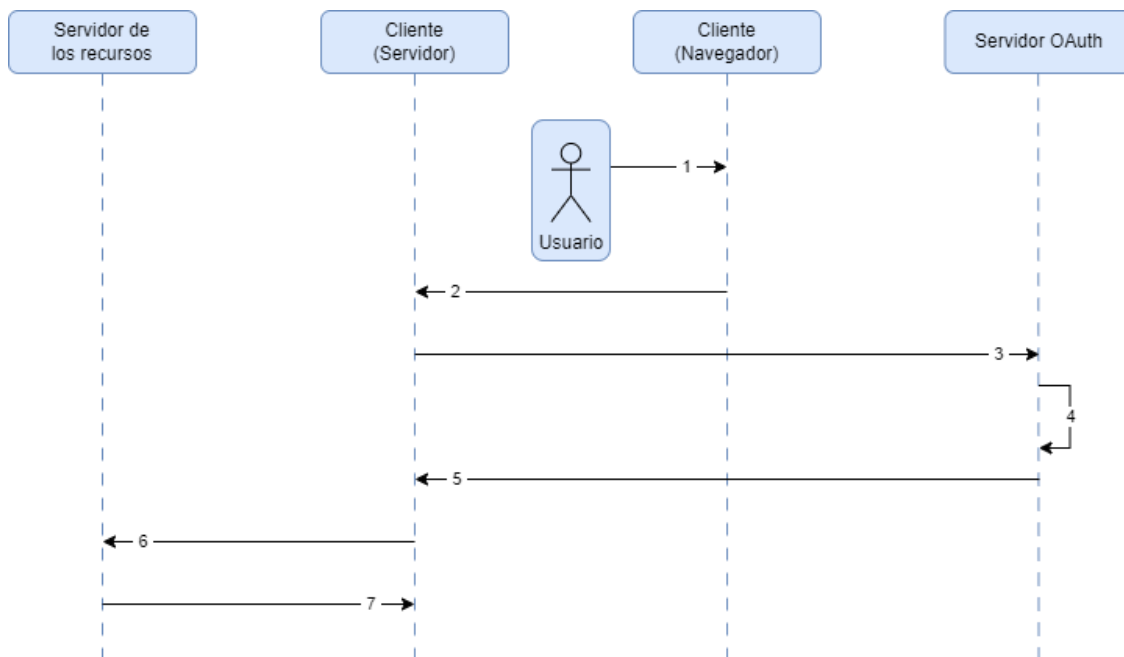 Servidor de
los recursos
Cliente
(Servidor)
Cliente
(Navegador)
Servidor OAuth
1
Usuario
2
3
4
5
6
7